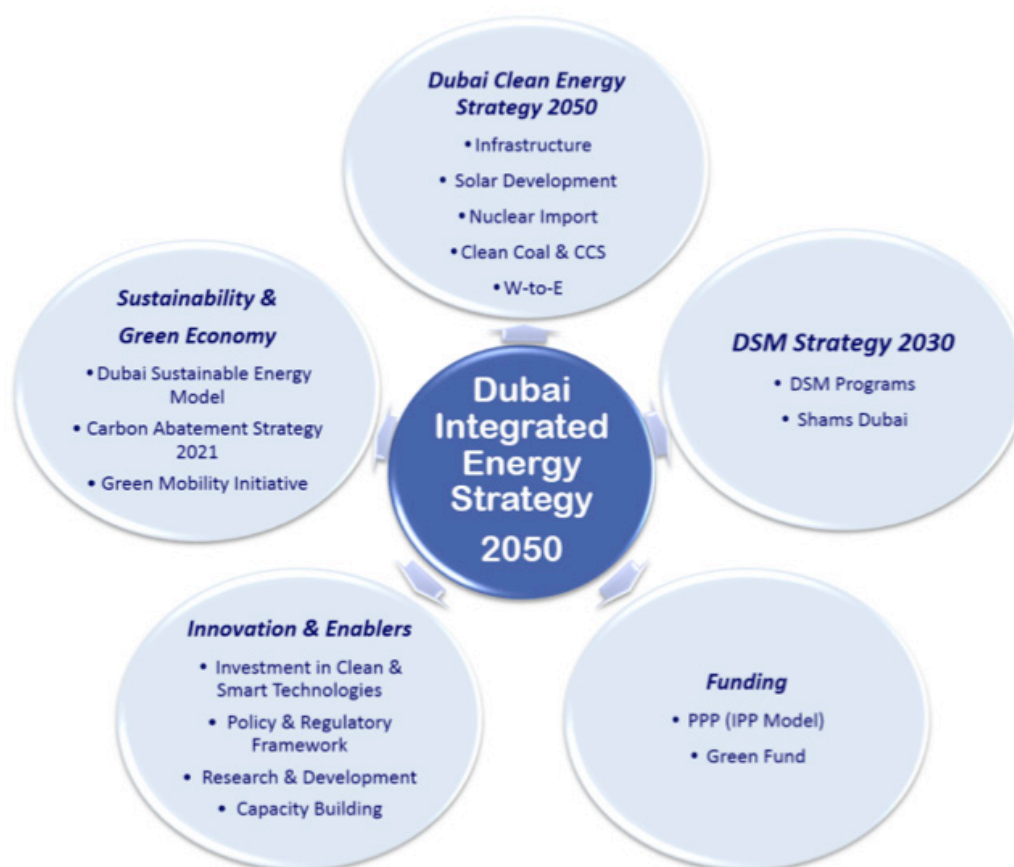 Dubai Clean Energy
Strategy 2050
• Infrastructure
• Solar Development
• Nuclear Import
• Clean Coal & CCS
• W-to-E
Sustainability &
Green Economy
• Dubai Sustainable Energy
Model
• Carbon Abatement Strategy
2021
• Green Mobility Initiative
Dubai
Integrated
Energy
Strategy
2050
DSM Strategy 2030
• DSM Programs
• Shams Dubai
Innovation & Enablers
• Investment in Clean &
Smart Technologies
• Policy & Regulatory
Framework
• Research & Development
• Capacity Building
Funding
• PPP (IPP Model)
• Green Fund